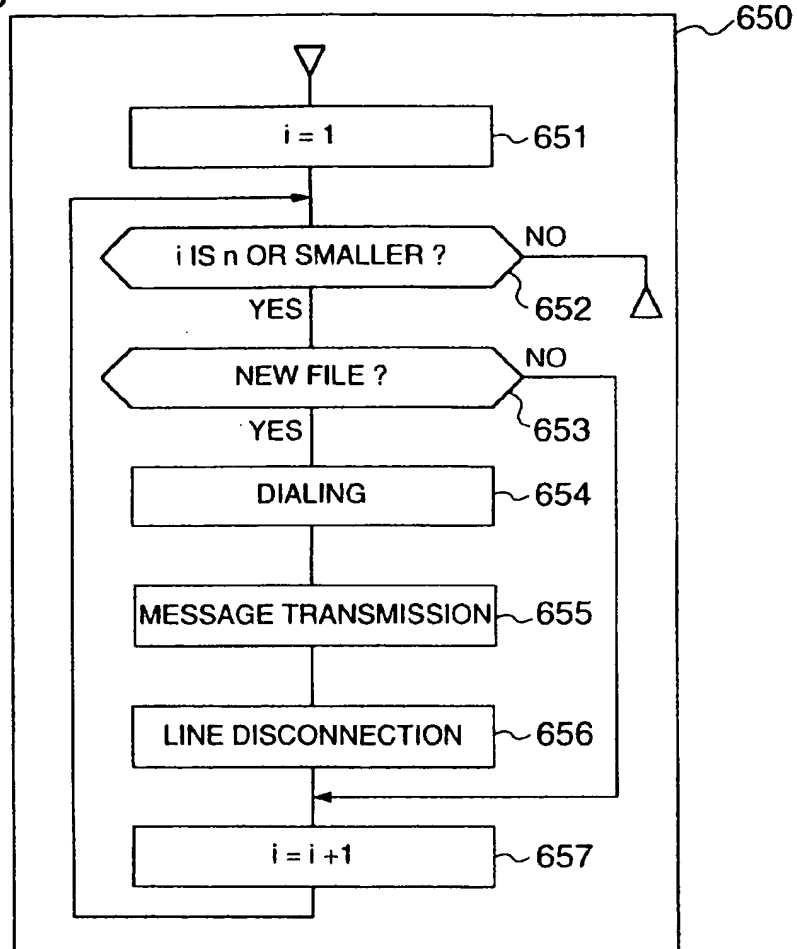 650
i = 1
651
i IS n OR SMALLER ?
NO
652
YES
NEW FILE ?
NO
653
YES
DIALING
654
MESSAGE TRANSMISSION
655
LINE DISCONNECTION
656
i = i +1
657